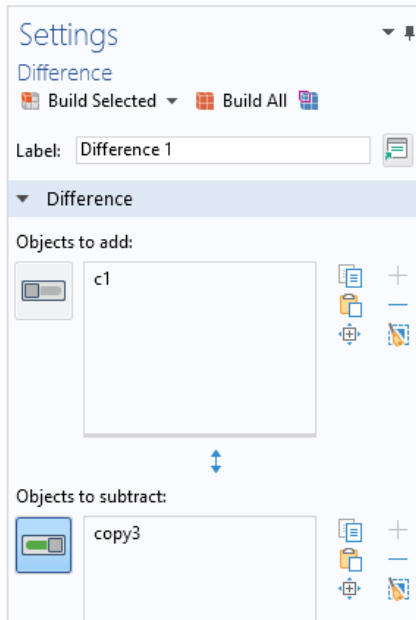 Settings
Difference
Build Selected Build All
Label: Difference 1
Difference
Objects to add:
c1
Objects to subtract:
copy3